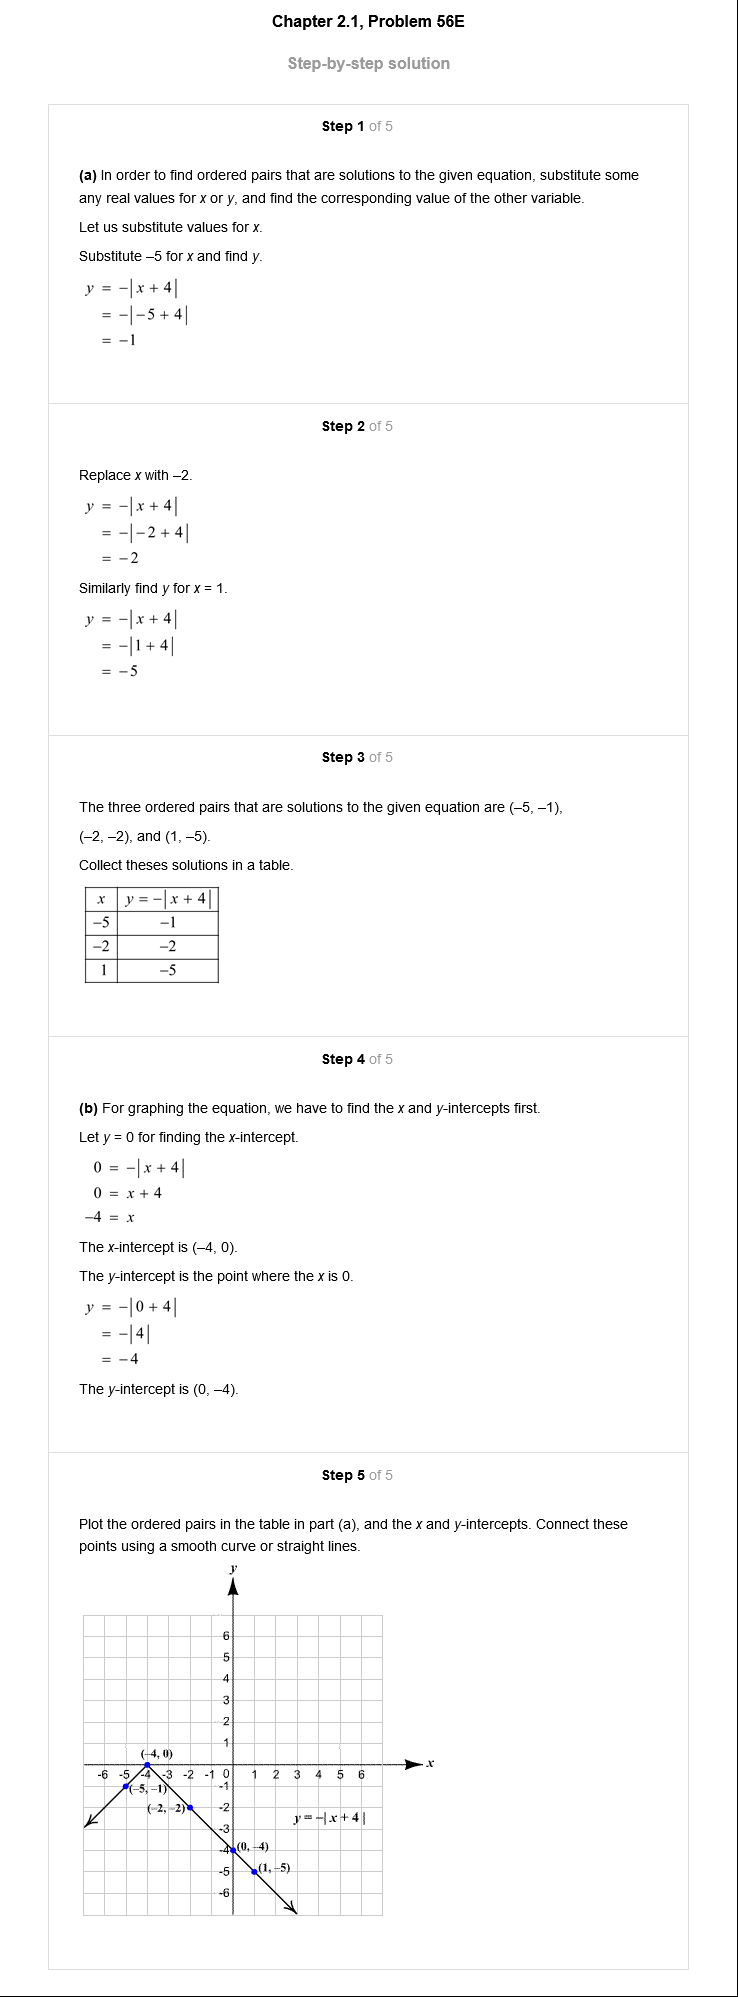 Chapter 2.1, Problem 56E
Step-by-step solution
Step 1 of 5
(a) In order to find ordered pairs that are solutions to the given equation, substitute some
any real values for x or y, and find the corresponding value of the other variable.
Let us substitute values for x.
Substitute –5 for x and find y.
y = −|x + 4|
= −|−5 + 4|
= −1
Step 2 of 5
Replace x with –2.
y = −|x + 4|
= −|−2 + 4|
= −2
Similarly find y for x = 1.
y = −|x + 4|
= −|1 + 4|
= −5
Step 3 of 5
The three ordered pairs that are solutions to the given equation are (–5, –1),
(–2, –2), and (1, –5).
Collect theses solutions in a table.
x y = −|x + 4|
−5 −1
−2 −2
1 −5
Step 4 of 5
(b) For graphing the equation, we have to find the x and y-intercepts first.
Let y = 0 for finding the x-intercept.
0 = −|x + 4|
0 = x + 4
−4 = x
The x-intercept is (–4, 0).
The y-intercept is the point where the x is 0.
y = −|0 + 4|
= −|4|
= −4
The y-intercept is (0, –4).
Step 5 of 5
Plot the ordered pairs in the table in part (a), and the x and y-intercepts. Connect these
points using a smooth curve or straight lines.
y
6
5
4
3
2
1
(–4, 0)
x
-6 -5 -4 -3 -2 -1 0 1 2 3 4 5 6
-1
(–5, –1)
-2
(–2, –2)
y = −|x + 4|
-3
-4
(0, –4)
-5
(1, –5)
-6